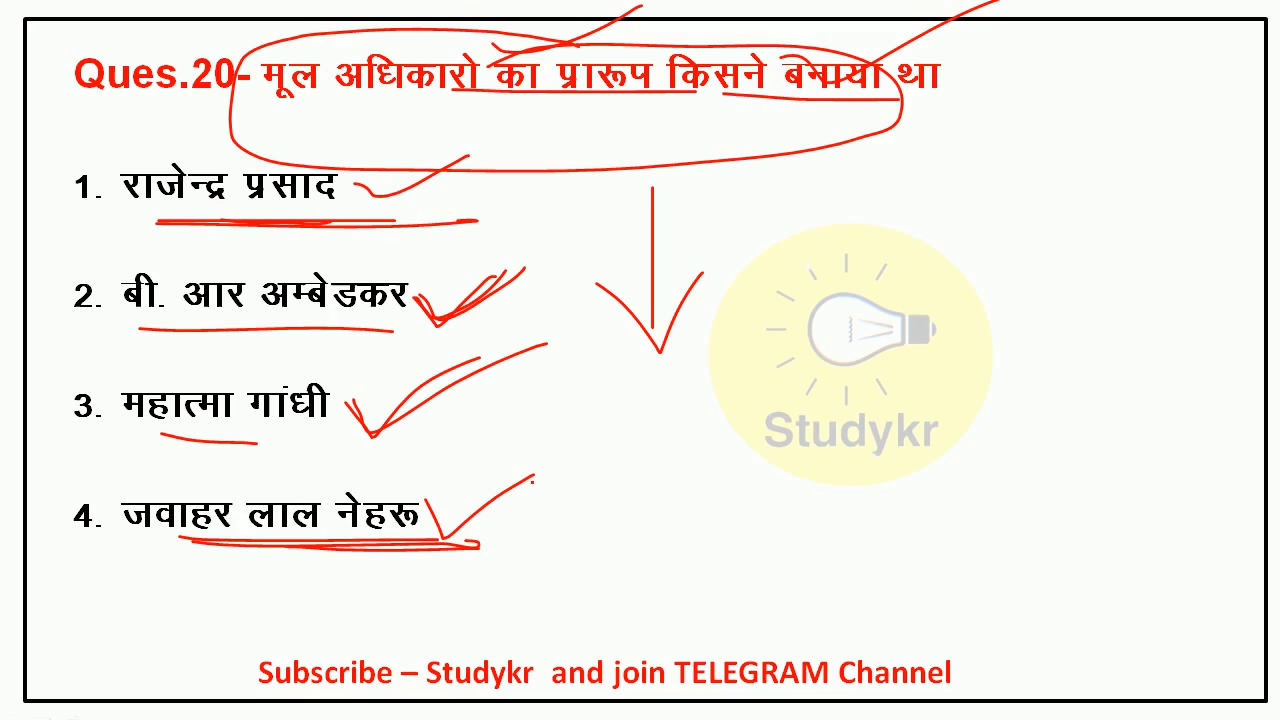 Ques.20- मूल अधिकारो का प्रारूप किसने बनाया था
1. राजेन्द्र प्रसाद
2. बी. आर अम्बेडकर
3. महात्मा गांधी
4. जवाहर लाल नेहरू
Studykr
Subscribe – Studykr and join TELEGRAM Channel